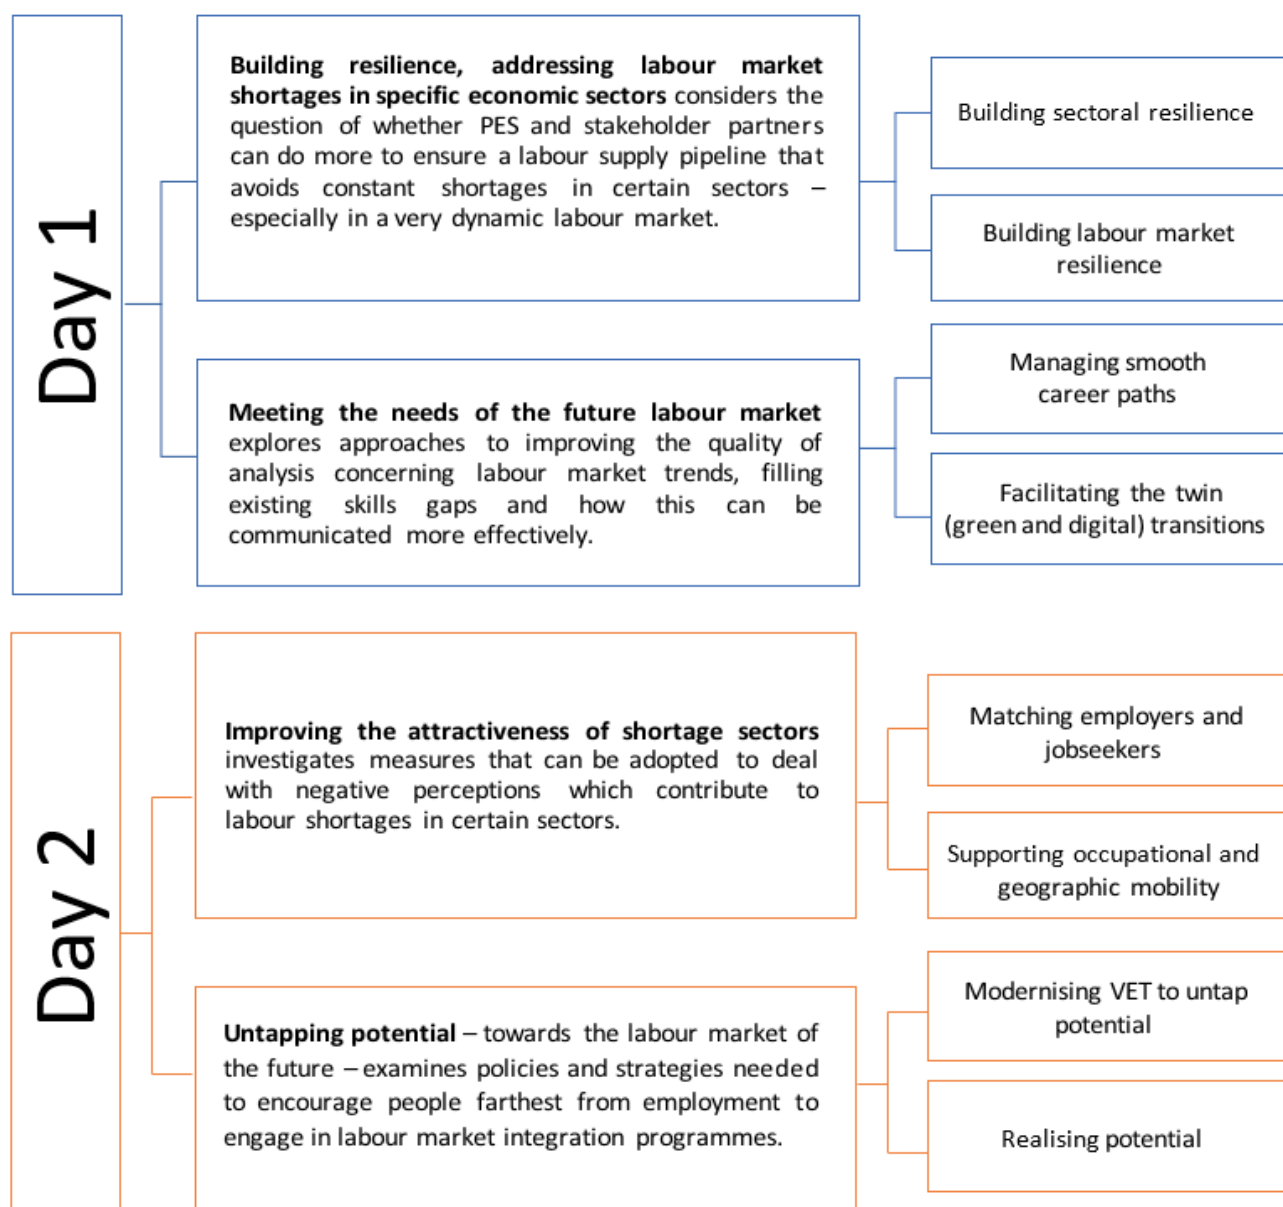 Day 1
Building resilience, addressing labour market
shortages in specific economic sectors considers the
question of whether PES and stakeholder partners
can do more to ensure a labour supply pipeline that
avoids constant shortages in certain sectors –
especially in a very dynamic labour market.
Building sectoral resilience
Building labour market
resilience
Meeting the needs of the future labour market
explores approaches to improving the quality of
analysis concerning labour market trends, filling
existing skills gaps and how this can be
communicated more effectively.
Managing smooth
career paths
Facilitating the twin
(green and digital) transitions
Day 2
Improving the attractiveness of shortage sectors
investigates measures that can be adopted to deal
with negative perceptions which contribute to
labour shortages in certain sectors.
Matching employers and
jobseekers
Supporting occupational and
geographic mobility
Untapping potential – towards the labour market of
the future – examines policies and strategies needed
to encourage people farthest from employment to
engage in labour market integration programmes.
Modernising VET to untap
potential
Realising potential